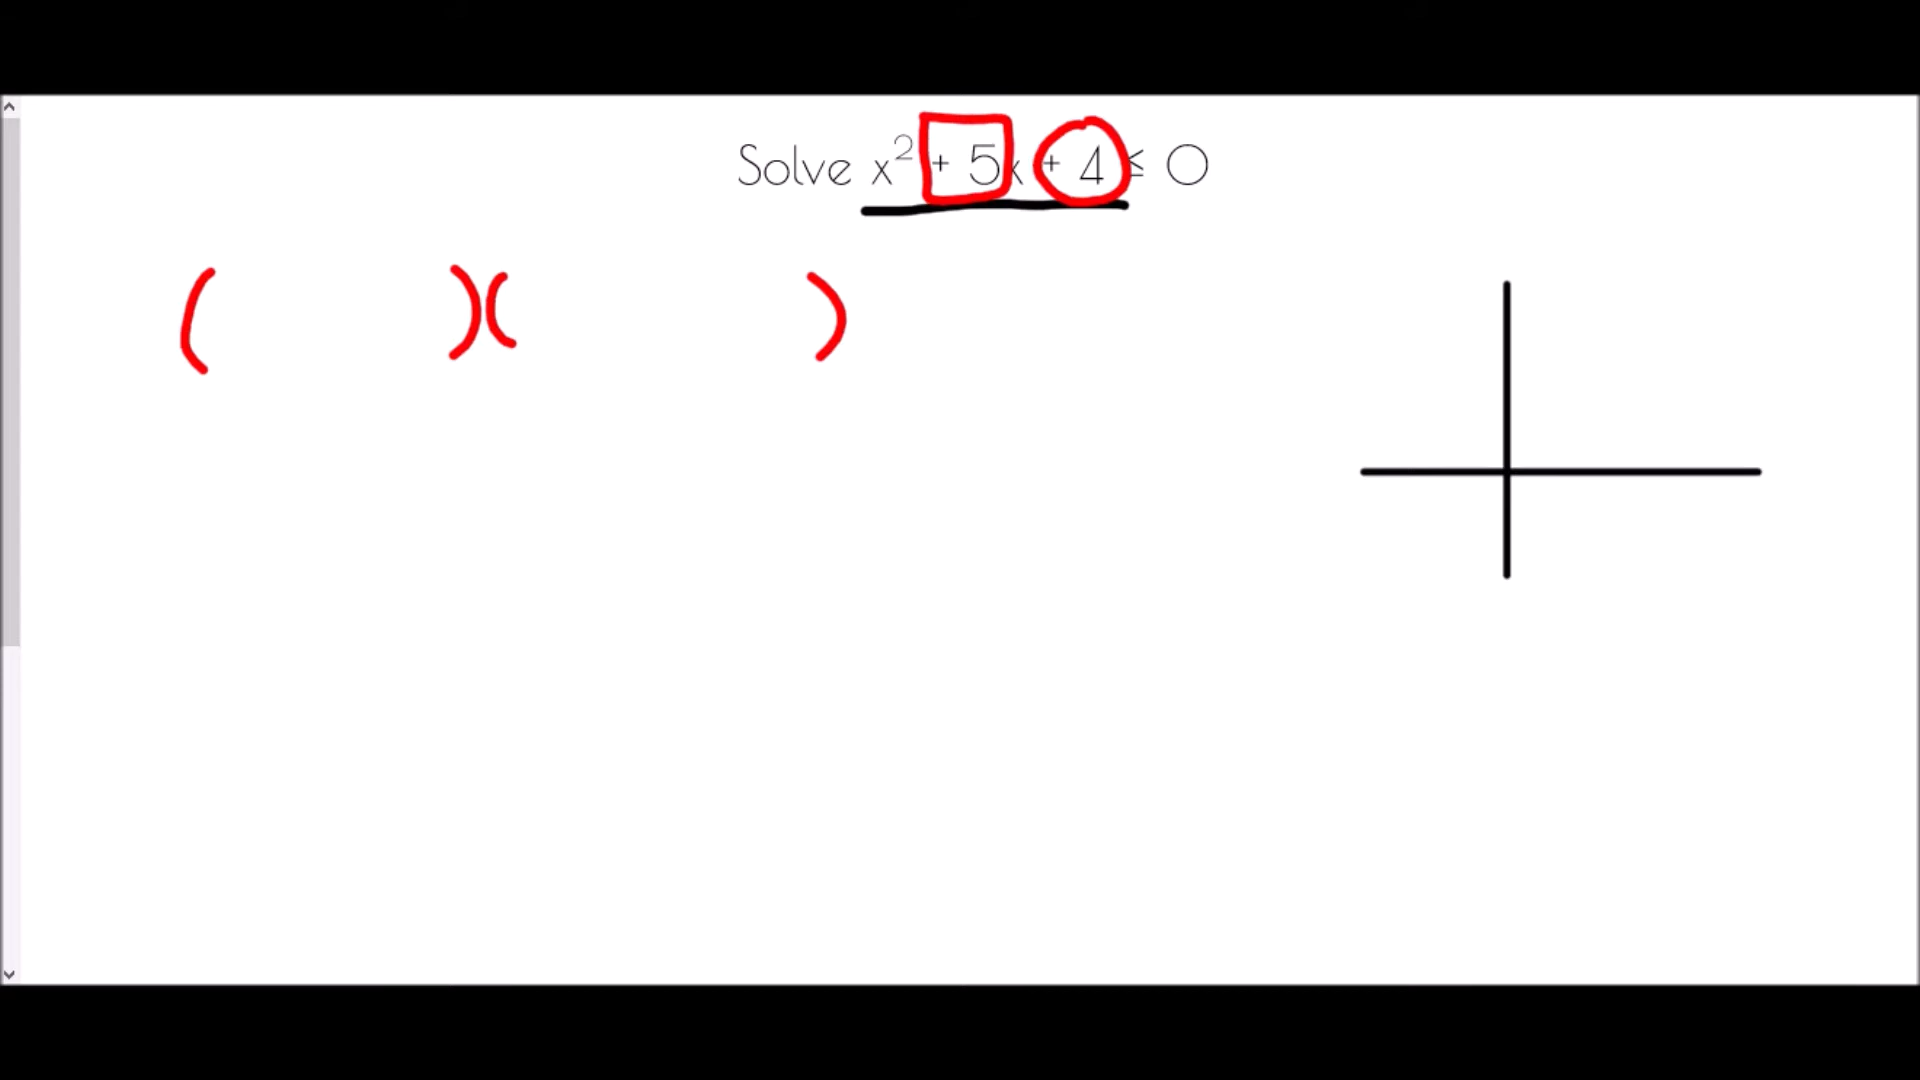 Solve x² + 5x + 4 ≤ 0
( )( )